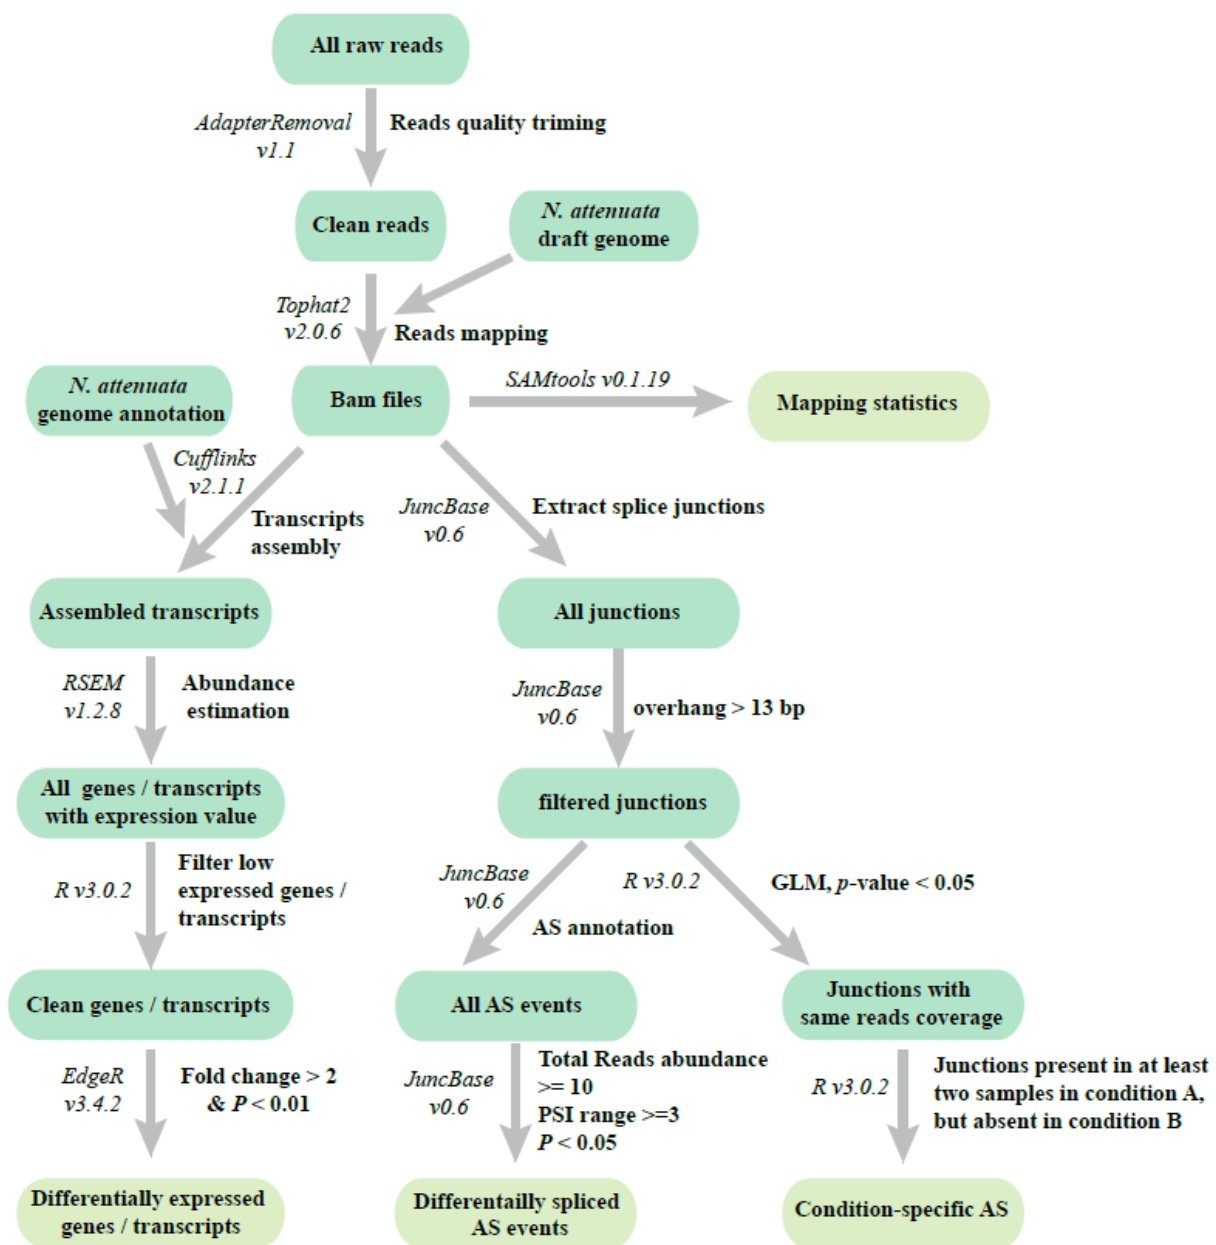 All raw reads
AdapterRemoval
v1.1
Reads quality triming
Clean reads
N. attenuata
draft genome
Tophat2
v2.0.6
Reads mapping
N. attenuata
genome annotation
Bam files
SAMtools v0.1.19
Mapping statistics
Cufflinks
v2.1.1
Transcripts
assembly
JuncBase
v0.6
Extract splice junctions
Assembled transcripts
All junctions
RSEM
v1.2.8
Abundance
estimation
JuncBase
v0.6
overhang > 13 bp
All genes / transcripts
with expression value
filtered junctions
R v3.0.2
Filter low
expressed genes /
transcripts
JuncBase
v0.6
AS annotation
R v3.0.2
GLM, p-value < 0.05
Clean genes / transcripts
All AS events
Junctions with
same reads coverage
EdgeR
v3.4.2
Fold change > 2
& P < 0.01
JuncBase
v0.6
Total Reads abundance
>= 10
PSI range >=3
P < 0.05
R v3.0.2
Junctions present in at least
two samples in condition A,
but absent in condition B
Differentially expressed
genes / transcripts
Differentailly spliced
AS events
Condition-specific AS